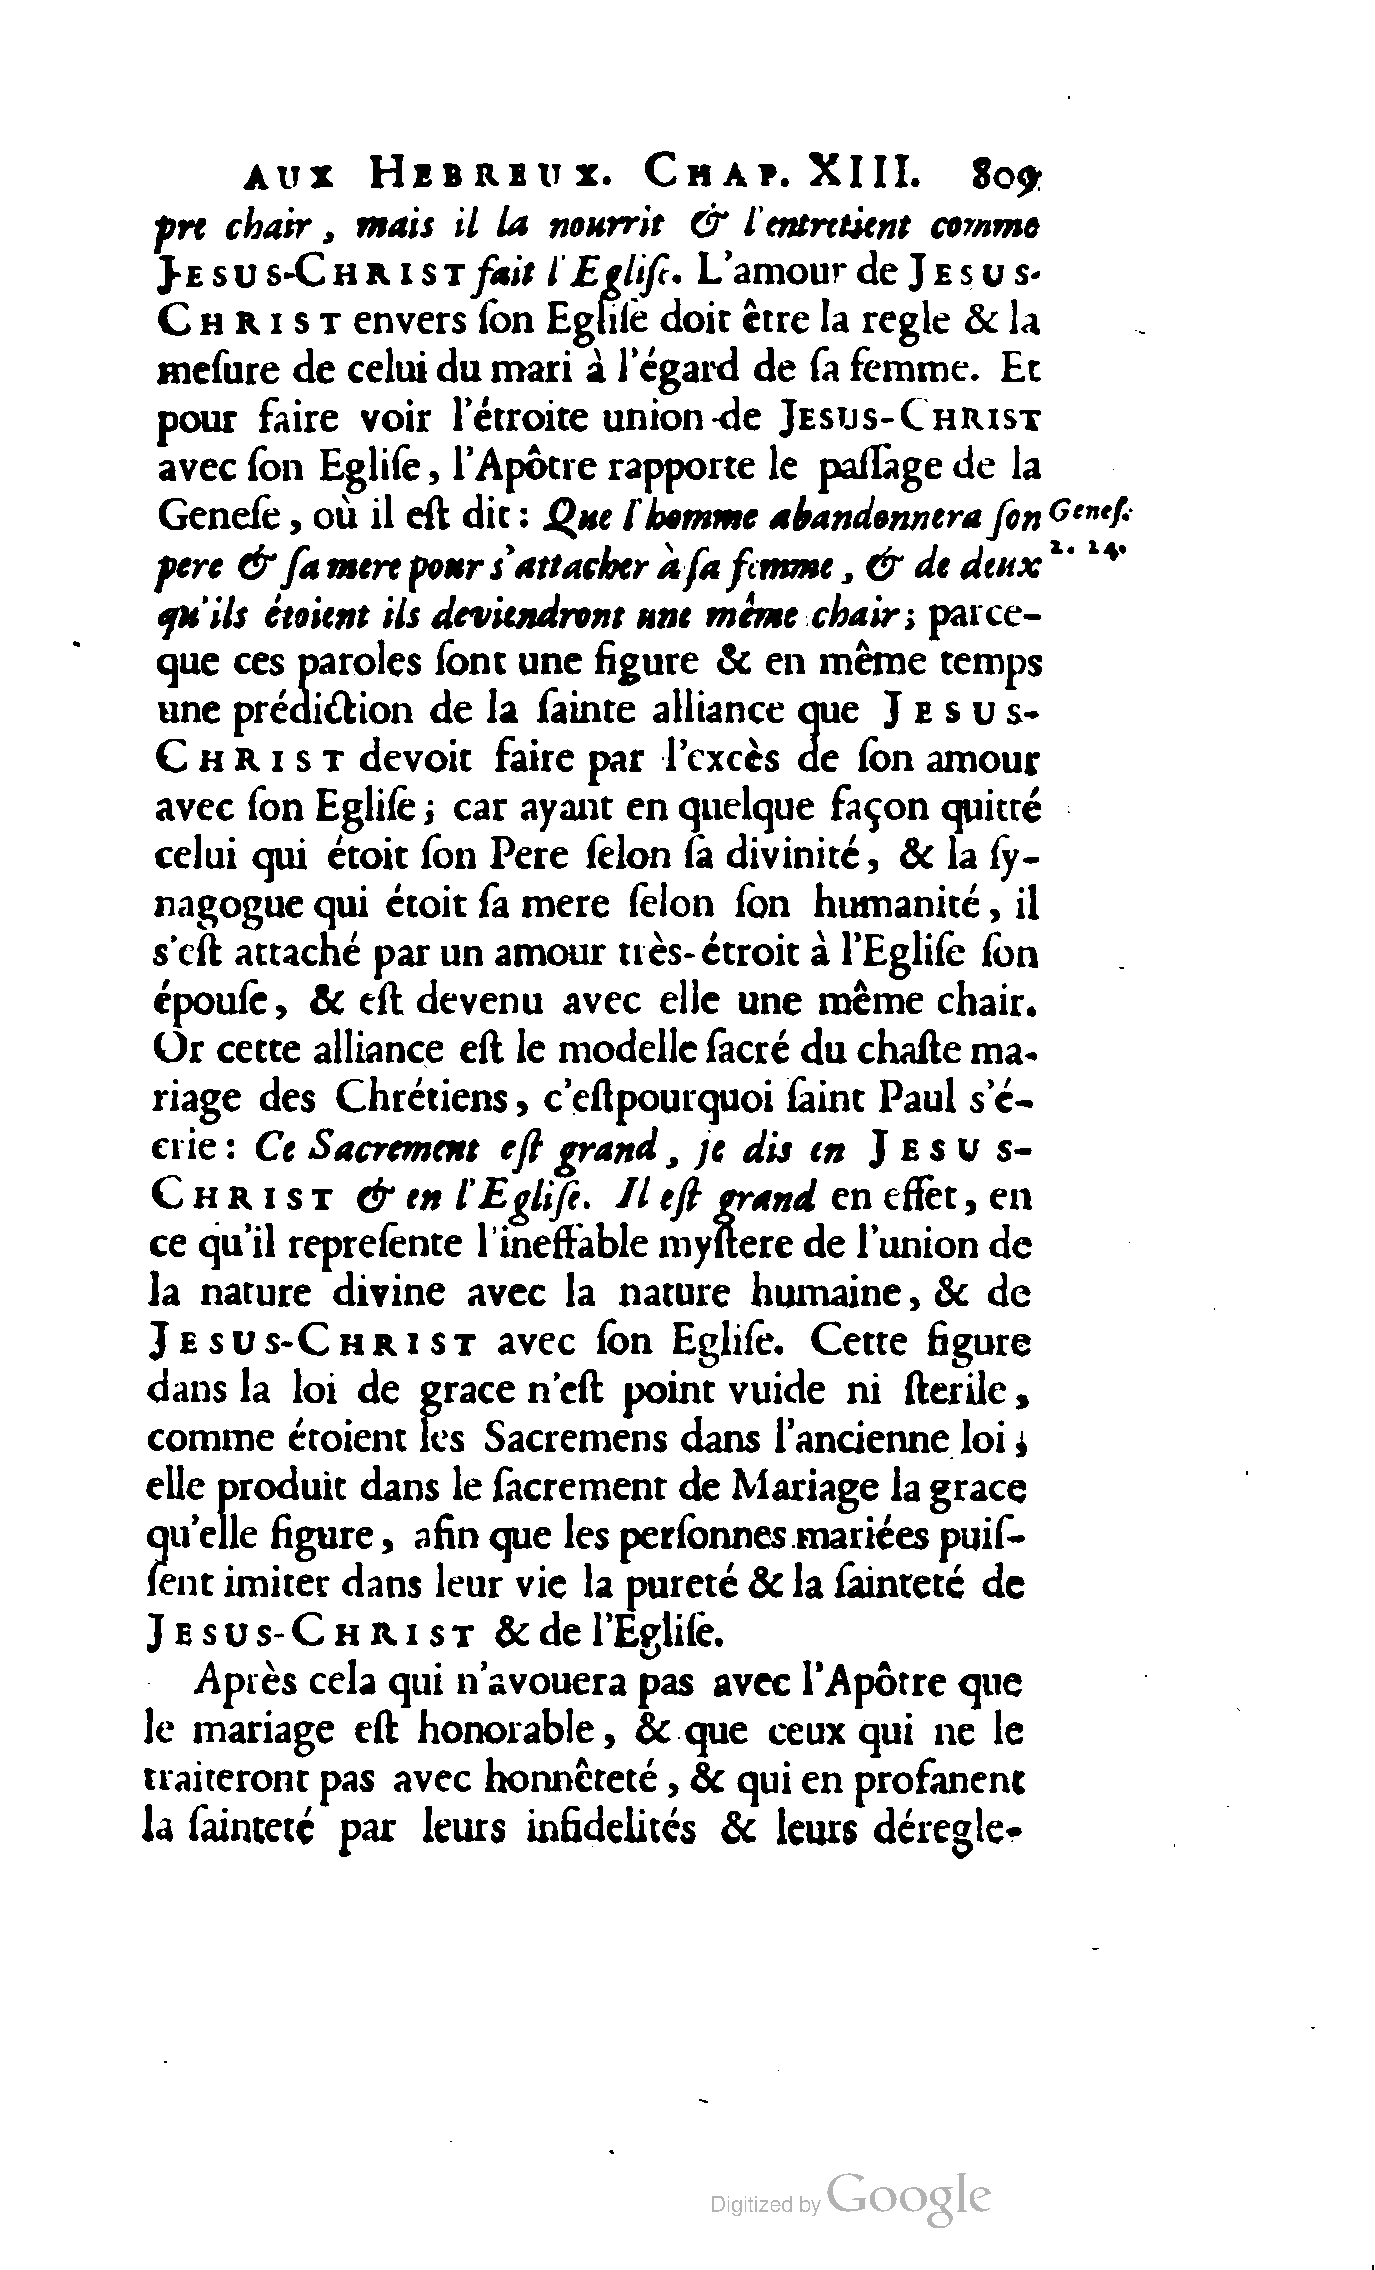 AUX HEBREUX. CHAP. XIII. 809
pre chair, mais il la nourrit & l'entretient comme
JESUS-CHRIST fait l'Egliſe. L'amour de JESUS-
CHRIST envers ſon Egliſe doit être la regle & la
meſure de celui du mari à l'égard de ſa femme. Et
pour faire voir l'étroite union de JESUS-CHRIST
avec ſon Egliſe, l'Apôtre rapporte le paſſage de la
Geneſe, où il eſt dit : Que l'homme abandonnera ſon Geneſ.
pere & ſa mere pour s'attacher à ſa femme, & de deux 2. 24.
qu'ils étoient ils deviendront une même chair ; parce-
que ces paroles ſont une figure & en même temps
une prédiction de la ſainte alliance que JESUS-
CHRIST devoit faire par l'excès de ſon amour
avec ſon Egliſe ; car ayant en quelque façon quitté
celui qui étoit ſon Pere ſelon ſa divinité, & la ſy-
nagogue qui étoit ſa mere ſelon ſon humanité, il
s'eſt attaché par un amour très-étroit à l'Egliſe ſon
épouſe, & eſt devenu avec elle une même chair.
Or cette alliance eſt le modelle ſacré du chaſte ma-
riage des Chrétiens, c'eſtpourquoi ſaint Paul s'é-
crie : Ce Sacrement eſt grand, je dis en JESUS-
CHRIST & en l'Egliſe. Il eſt grand en effet, en
ce qu'il repreſente l'ineffable myſtere de l'union de
la nature divine avec la nature humaine, & de
JESUS-CHRIST avec ſon Egliſe. Cette figure
dans la loi de grace n'eſt point vuide ni ſterile,
comme étoient les Sacremens dans l'ancienne loi ;
elle produit dans le ſacrement de Mariage la grace
qu'elle figure, afin que les perſonnes mariées puiſ-
ſent imiter dans leur vie la pureté & la ſainteté de
JESUS-CHRIST & de l'Egliſe.
Après cela qui n'avouera pas avec l'Apôtre que
le mariage eſt honorable, & que ceux qui ne le
traiteront pas avec honnêteté, & qui en profanent
la ſainteté par leurs infidelités & leurs déregle-
Digitized by Google